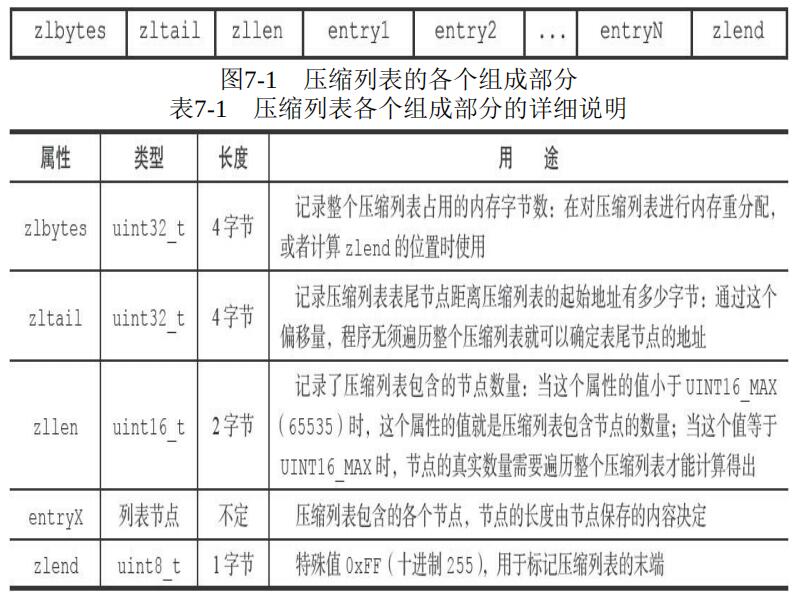 zlbytes zltail zllen entry1 entry2 ... entryN zlend
图7-1 压缩列表的各个组成部分
表7-1 压缩列表各个组成部分的详细说明
属性 类型 长度 用 途
zlbytes uint32_t 4字节 记录整个压缩列表占用的内存字节数：在对压缩列表进行内存重分配，
或者计算 zlend 的位置时使用
zltail uint32_t 4字节 记录压缩列表表尾节点距离压缩列表的起始地址有多少字节：通过这个
偏移量，程序无须遍历整个压缩列表就可以确定表尾节点的地址
zllen uint16_t 2字节 记录了压缩列表包含的节点数量：当这个属性的值小于 UINT16_MAX
（65535）时，这个属性的值就是压缩列表包含节点的数量；当这个值等于
UINT16_MAX 时，节点的真实数量需要遍历整个压缩列表才能计算得出
entryX 列表节点 不定 压缩列表包含的各个节点，节点的长度由节点保存的内容决定
zlend uint8_t 1字节 特殊值 0xFF（十进制 255），用于标记压缩列表的末端